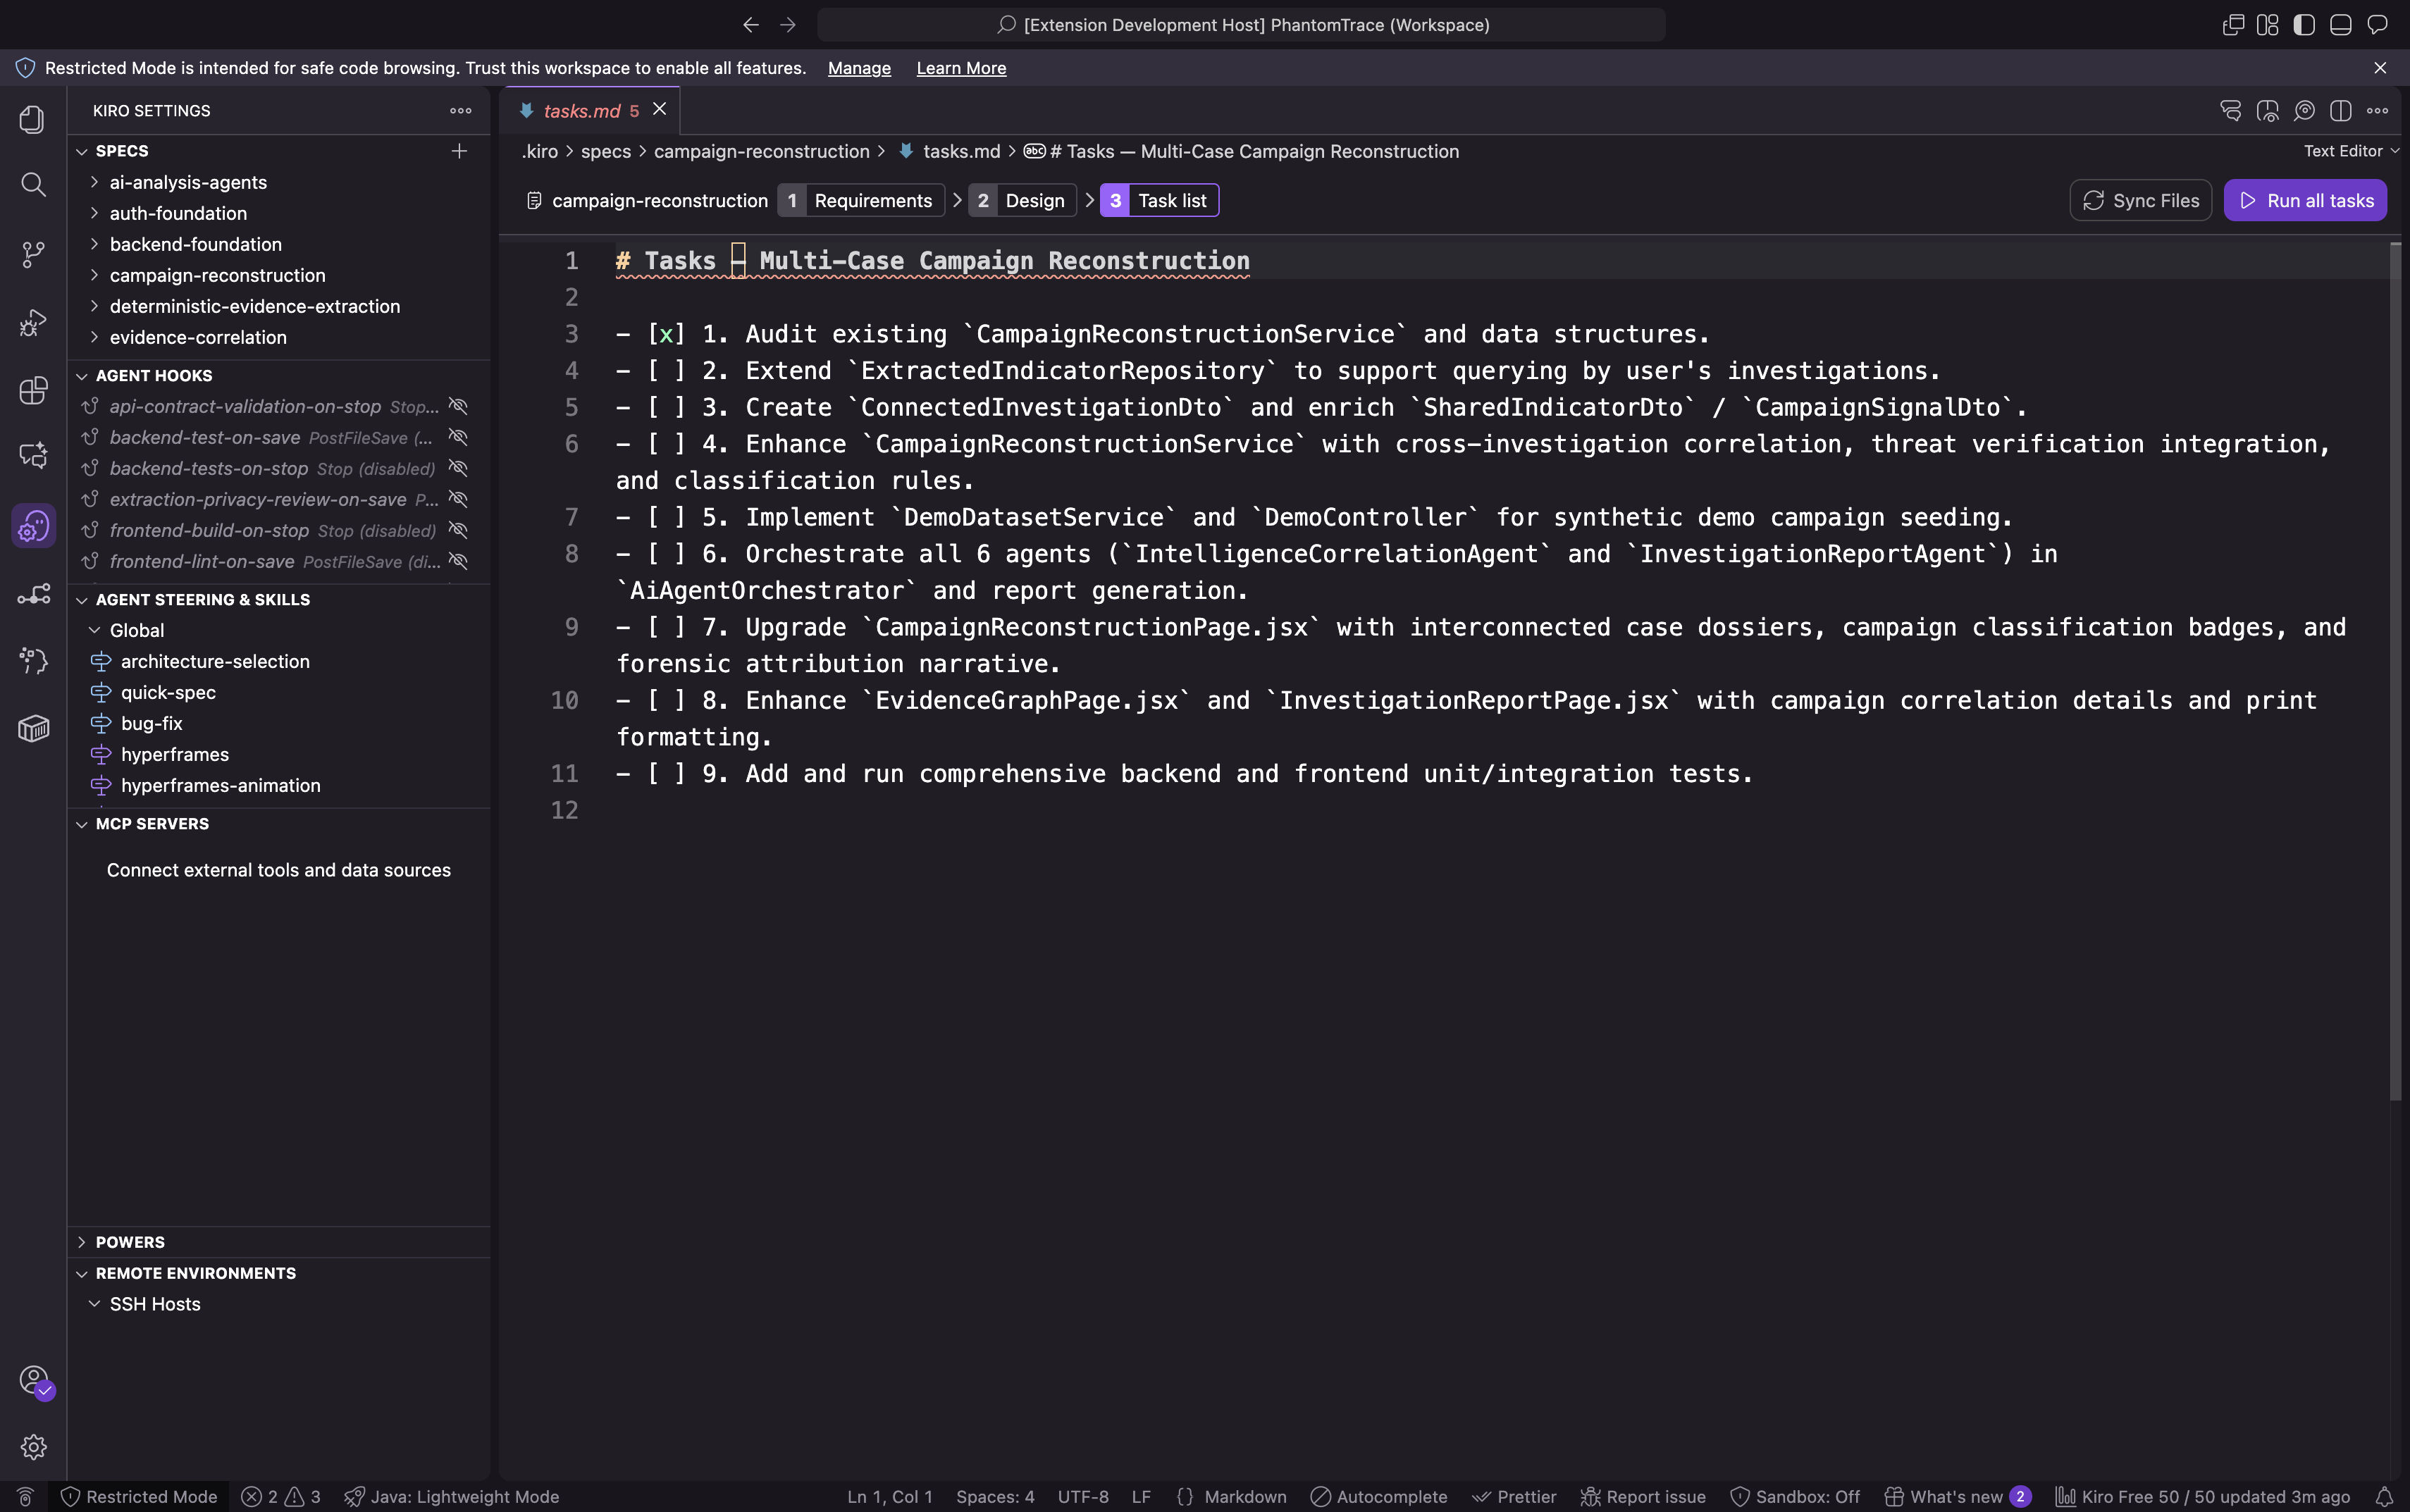 [Extension Development Host] PhantomTrace (Workspace)
Restricted Mode is intended for safe code browsing. Trust this workspace to enable all features. Manage Learn More
KIRO SETTINGS
SPECS
ai-analysis-agents
auth-foundation
backend-foundation
campaign-reconstruction
deterministic-evidence-extraction
evidence-correlation
AGENT HOOKS
api-contract-validation-on-stop Stop...
backend-test-on-save PostFileSave (...
backend-tests-on-stop Stop (disabled)
extraction-privacy-review-on-save P...
frontend-build-on-stop Stop (disabled)
frontend-lint-on-save PostFileSave (di...
AGENT STEERING & SKILLS
Global
architecture-selection
quick-spec
bug-fix
hyperframes
hyperframes-animation
MCP SERVERS
Connect external tools and data sources
POWERS
REMOTE ENVIRONMENTS
SSH Hosts
tasks.md 5
.kiro > specs > campaign-reconstruction > tasks.md > abc # Tasks — Multi-Case Campaign Reconstruction
Text Editor
campaign-reconstruction 1 Requirements > 2 Design > 3 Task list
Sync Files Run all tasks
1 # Tasks — Multi-Case Campaign Reconstruction
2
3 - [x] 1. Audit existing `CampaignReconstructionService` and data structures.
4 - [ ] 2. Extend `ExtractedIndicatorRepository` to support querying by user's investigations.
5 - [ ] 3. Create `ConnectedInvestigationDto` and enrich `SharedIndicatorDto` / `CampaignSignalDto`.
6 - [ ] 4. Enhance `CampaignReconstructionService` with cross-investigation correlation, threat verification integration,
and classification rules.
7 - [ ] 5. Implement `DemoDatasetService` and `DemoController` for synthetic demo campaign seeding.
8 - [ ] 6. Orchestrate all 6 agents (`IntelligenceCorrelationAgent` and `InvestigationReportAgent`) in
`AiAgentOrchestrator` and report generation.
9 - [ ] 7. Upgrade `CampaignReconstructionPage.jsx` with interconnected case dossiers, campaign classification badges, and
forensic attribution narrative.
10 - [ ] 8. Enhance `EvidenceGraphPage.jsx` and `InvestigationReportPage.jsx` with campaign correlation details and print
formatting.
11 - [ ] 9. Add and run comprehensive backend and frontend unit/integration tests.
12
Restricted Mode 2 3 Java: Lightweight Mode Ln 1, Col 1 Spaces: 4 UTF-8 LF {} Markdown Autocomplete Prettier Report issue Sandbox: Off What's new 2 Kiro Free 50 / 50 updated 3m ago